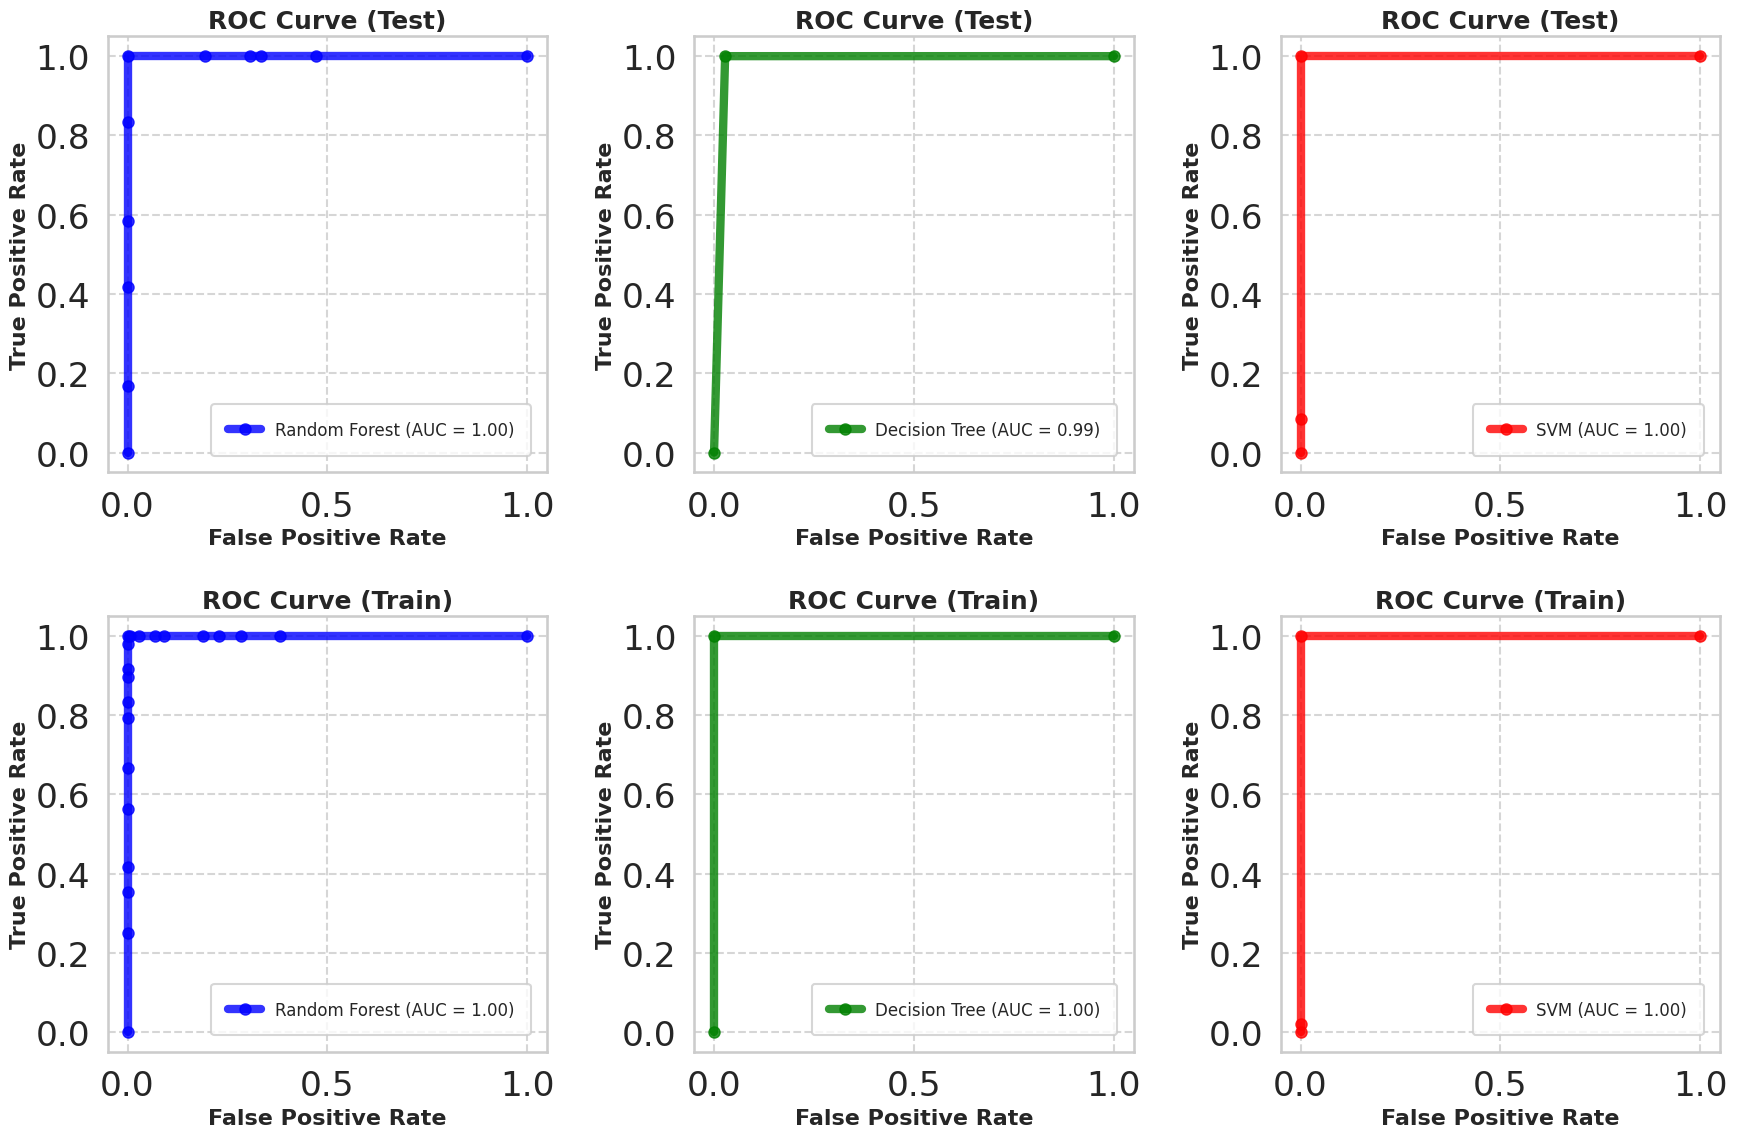 ROC Curve (Test)
1.0
0.8
0.6
0.4
0.2
0.0
True Positive Rate
Random Forest (AUC = 1.00)
0.0 0.5 1.0
False Positive Rate
ROC Curve (Test)
1.0
0.8
0.6
0.4
0.2
0.0
True Positive Rate
Decision Tree (AUC = 0.99)
0.0 0.5 1.0
False Positive Rate
ROC Curve (Test)
1.0
0.8
0.6
0.4
0.2
0.0
True Positive Rate
SVM (AUC = 1.00)
0.0 0.5 1.0
False Positive Rate
ROC Curve (Train)
1.0
0.8
0.6
0.4
0.2
0.0
True Positive Rate
Random Forest (AUC = 1.00)
0.0 0.5 1.0
False Positive Rate
ROC Curve (Train)
1.0
0.8
0.6
0.4
0.2
0.0
True Positive Rate
Decision Tree (AUC = 1.00)
0.0 0.5 1.0
False Positive Rate
ROC Curve (Train)
1.0
0.8
0.6
0.4
0.2
0.0
True Positive Rate
SVM (AUC = 1.00)
0.0 0.5 1.0
False Positive Rate